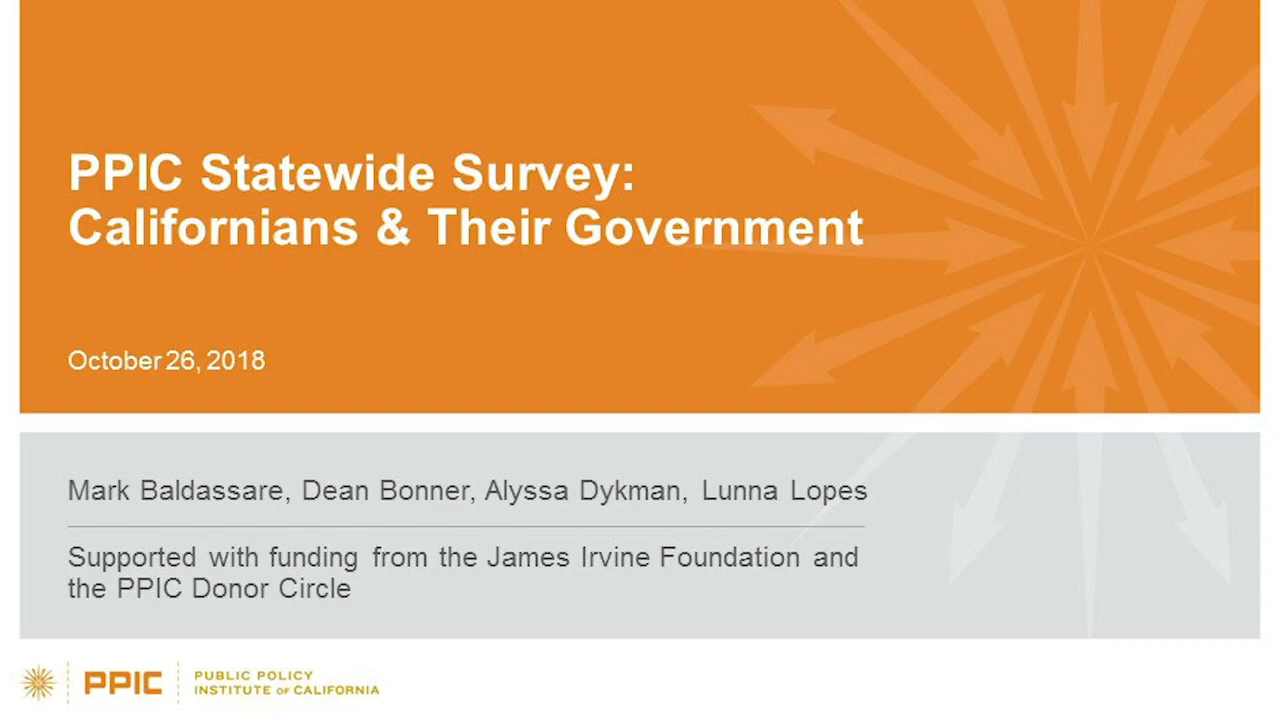 PPIC Statewide Survey:
Californians & Their Government
October 26, 2018
Mark Baldassare, Dean Bonner, Alyssa Dykman, Lunna Lopes
Supported with funding from the James Irvine Foundation and
the PPIC Donor Circle
PPIC
PUBLIC POLICY
INSTITUTE OF CALIFORNIA